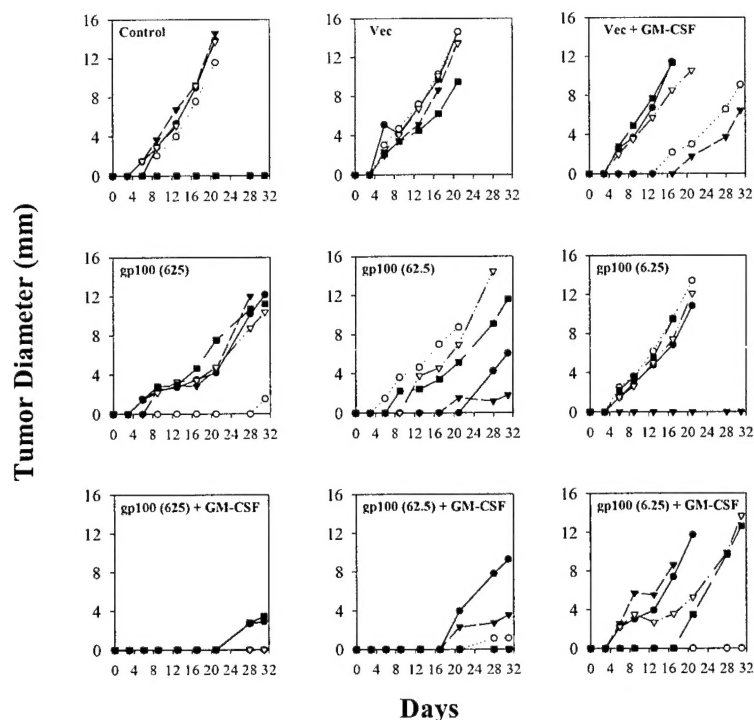 Control
Vec
Vec + GM-CSF
16
12
8
4
0
0 4 8 12 16 20 24 28 32
16
12
8
4
0
0 4 8 12 16 20 24 28 32
16
12
8
4
0
0 4 8 12 16 20 24 28 32
gp100 (625)
gp100 (62.5)
gp100 (6.25)
16
12
8
4
0
0 4 8 12 16 20 24 28 32
16
12
8
4
0
0 4 8 12 16 20 24 28 32
16
12
8
4
0
0 4 8 12 16 20 24 28 32
gp100 (625) + GM-CSF
gp100 (62.5) + GM-CSF
gp100 (6.25) + GM-CSF
16
12
8
4
0
0 4 8 12 16 20 24 28 32
16
12
8
4
0
0 4 8 12 16 20 24 28 32
16
12
8
4
0
0 4 8 12 16 20 24 28 32
Tumor Diameter (mm)
Days